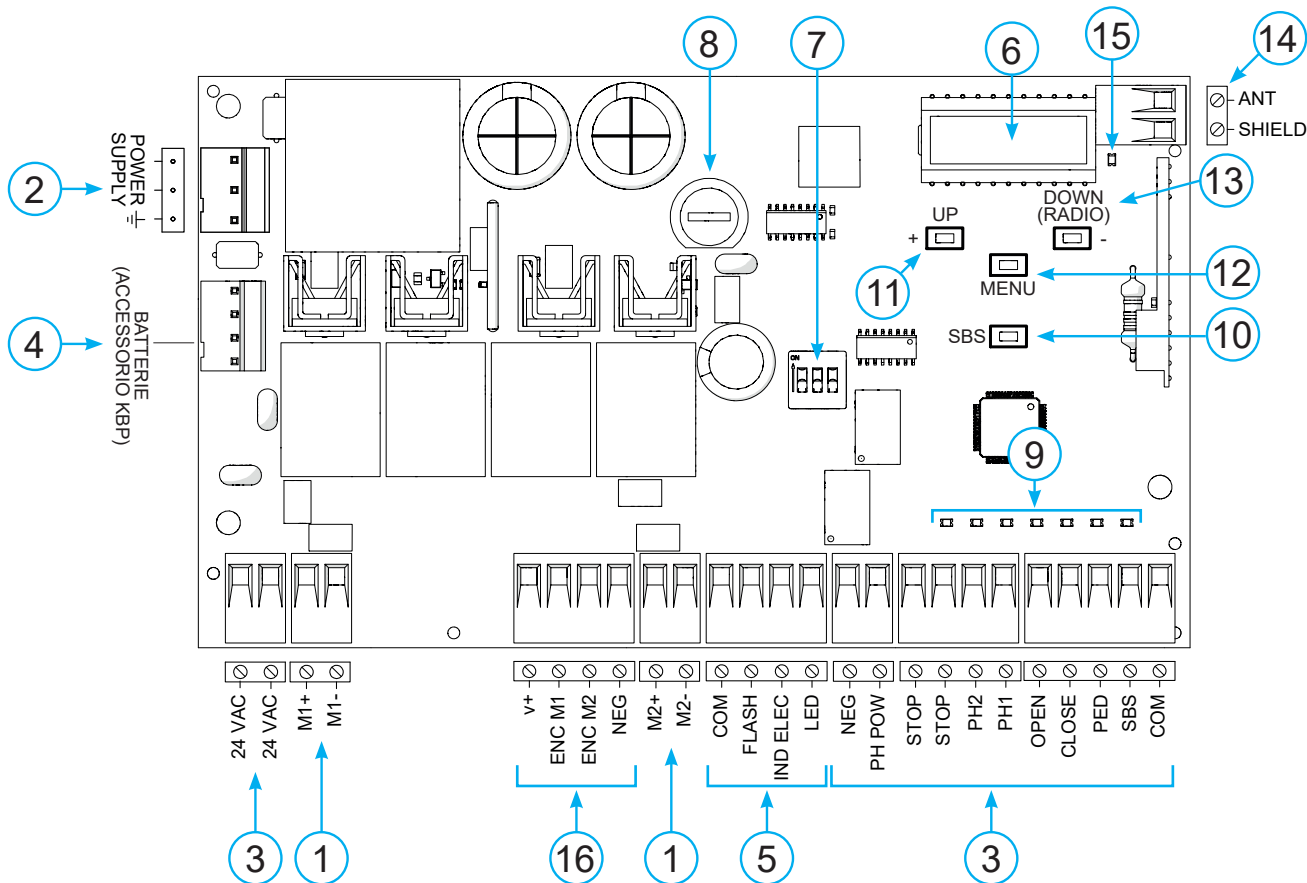 8
7
6
15
14
ANT
SHIELD
2
POWER
SUPPLY
13
UP
DOWN
(RADIO)
+
-
11
MENU
12
4
BATTERIE
(ACCESSORIO KBP)
SBS
10
ON
9
24 VAC
24 VAC
M1+
M1-
v+
ENC M1
ENC M2
NEG
M2+
M2-
COM
FLASH
IND ELEC
LED
NEG
PH POW
STOP
STOP
PH2
PH1
OPEN
CLOSE
PED
SBS
COM
3
1
16
1
5
3